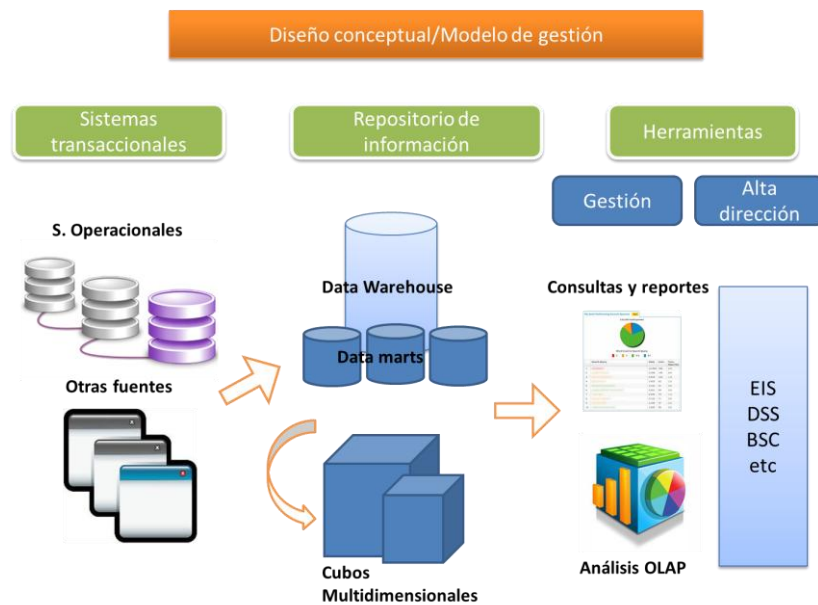 Diseño conceptual/Modelo de gestión
Sistemas
transaccionales
Repositorio de
información
Herramientas
Gestión
Alta
dirección
S. Operacionales
Otras fuentes
Data Warehouse
Data marts
Cubos
Multidimensionales
Consultas y reportes
Análisis OLAP
EIS
DSS
BSC
etc